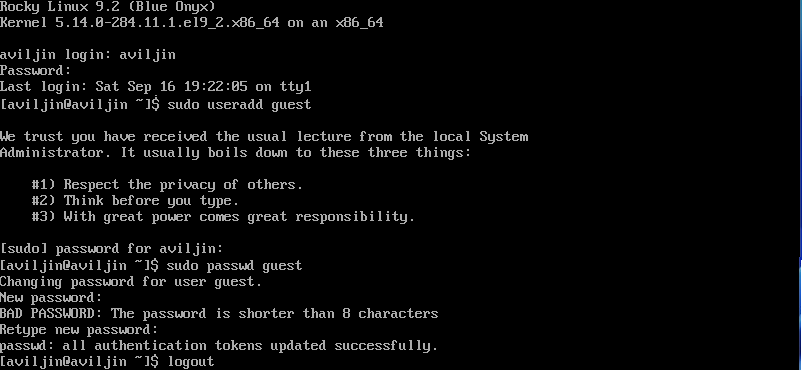 Rocky Linux 9.2 (Blue Onyx)
Kernel 5.14.0-284.11.1.el9_2.x86_64 on an x86_64
aviljin login: aviljin
Password:
Last login: Sat Sep 16 19:22:05 on tty1
[aviljin@aviljin ~]$ sudo useradd guest
We trust you have received the usual lecture from the local System
Administrator. It usually boils down to these three things:
#1) Respect the privacy of others.
#2) Think before you type.
#3) With great power comes great responsibility.
[sudo] password for aviljin:
[aviljin@aviljin ~]$ sudo passwd guest
Changing password for user guest.
New password:
BAD PASSWORD: The password is shorter than 8 characters
Retype new password:
passwd: all authentication tokens updated successfully.
[aviljin@aviljin ~]$ logout